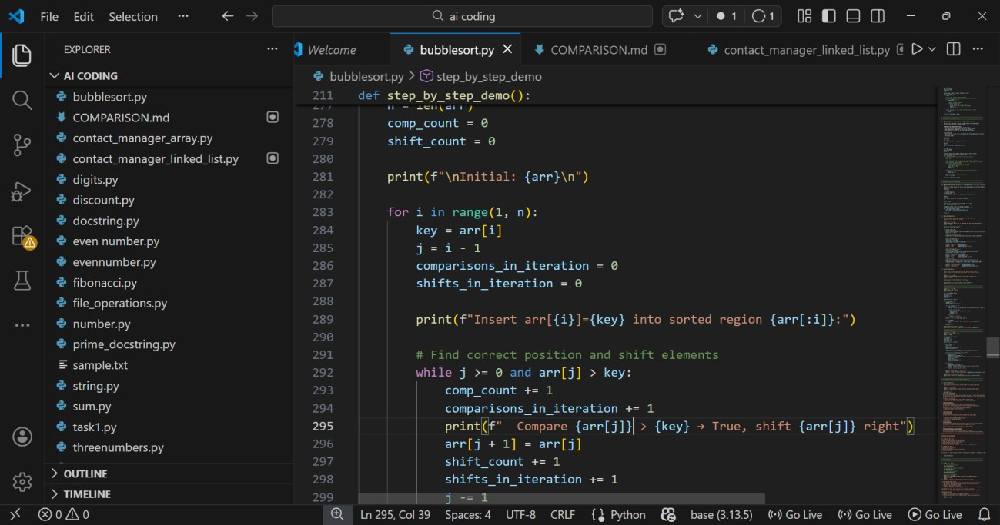 File Edit Selection ··· ai coding 1 1
EXPLORER ···
AI CODING
bubblesort.py
COMPARISON.md
contact_manager_array.py
contact_manager_linked_list.py
digits.py
discount.py
docstring.py
even number.py
evennumber.py
fibonacci.py
file_operations.py
number.py
prime_docstring.py
sample.txt
string.py
sum.py
task1.py
threenumbers.py
OUTLINE
TIMELINE
Welcome bubblesort.py COMPARISON.md contact_manager_linked_list.py
bubblesort.py > step_by_step_demo
211 def step_by_step_demo():
277 n = len(arr)
278 comp_count = 0
279 shift_count = 0
280
281 print(f"\nInitial: {arr}\n")
282
283 for i in range(1, n):
284 key = arr[i]
285 j = i - 1
286 comparisons_in_iteration = 0
287 shifts_in_iteration = 0
288
289 print(f"Insert arr[{i}]={key} into sorted region {arr[:i]}:")
290
291 # Find correct position and shift elements
292 while j >= 0 and arr[j] > key:
293 comp_count += 1
294 comparisons_in_iteration += 1
295 print(f"  Compare {arr[j]} > {key} → True, shift {arr[j]} right")
296 arr[j + 1] = arr[j]
297 shift_count += 1
298 shifts_in_iteration += 1
299 j -= 1
0 0 Ln 295, Col 39 Spaces: 4 UTF-8 CRLF {} Python base (3.13.5) Go Live Go Live Go Live